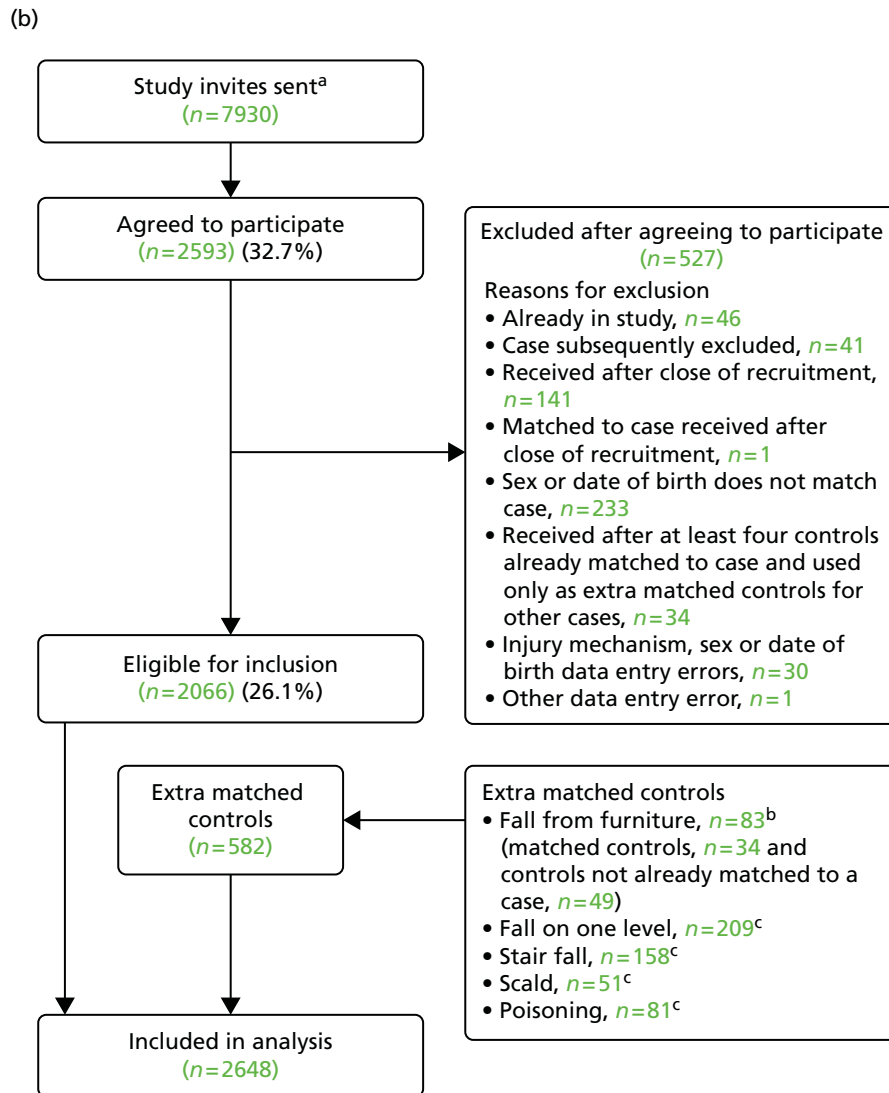 (b)
Study invites sentᵃ
(n=7930)
Agreed to participate
(n=2593) (32.7%)
Excluded after agreeing to participate
(n=527)
Reasons for exclusion
• Already in study, n=46
• Case subsequently excluded, n=41
• Received after close of recruitment,
n=141
• Matched to case received after
close of recruitment, n=1
• Sex or date of birth does not match
case, n=233
• Received after at least four controls
already matched to case and used
only as extra matched controls for
other cases, n=34
• Injury mechanism, sex or date of
birth data entry errors, n=30
• Other data entry error, n=1
Eligible for inclusion
(n=2066) (26.1%)
Extra matched
controls
(n=582)
Extra matched controls
• Fall from furniture, n=83ᵇ
(matched controls, n=34 and
controls not already matched to a
case, n=49)
• Fall on one level, n=209ᶜ
• Stair fall, n=158ᶜ
• Scald, n=51ᶜ
• Poisoning, n=81ᶜ
Included in analysis
(n=2648)